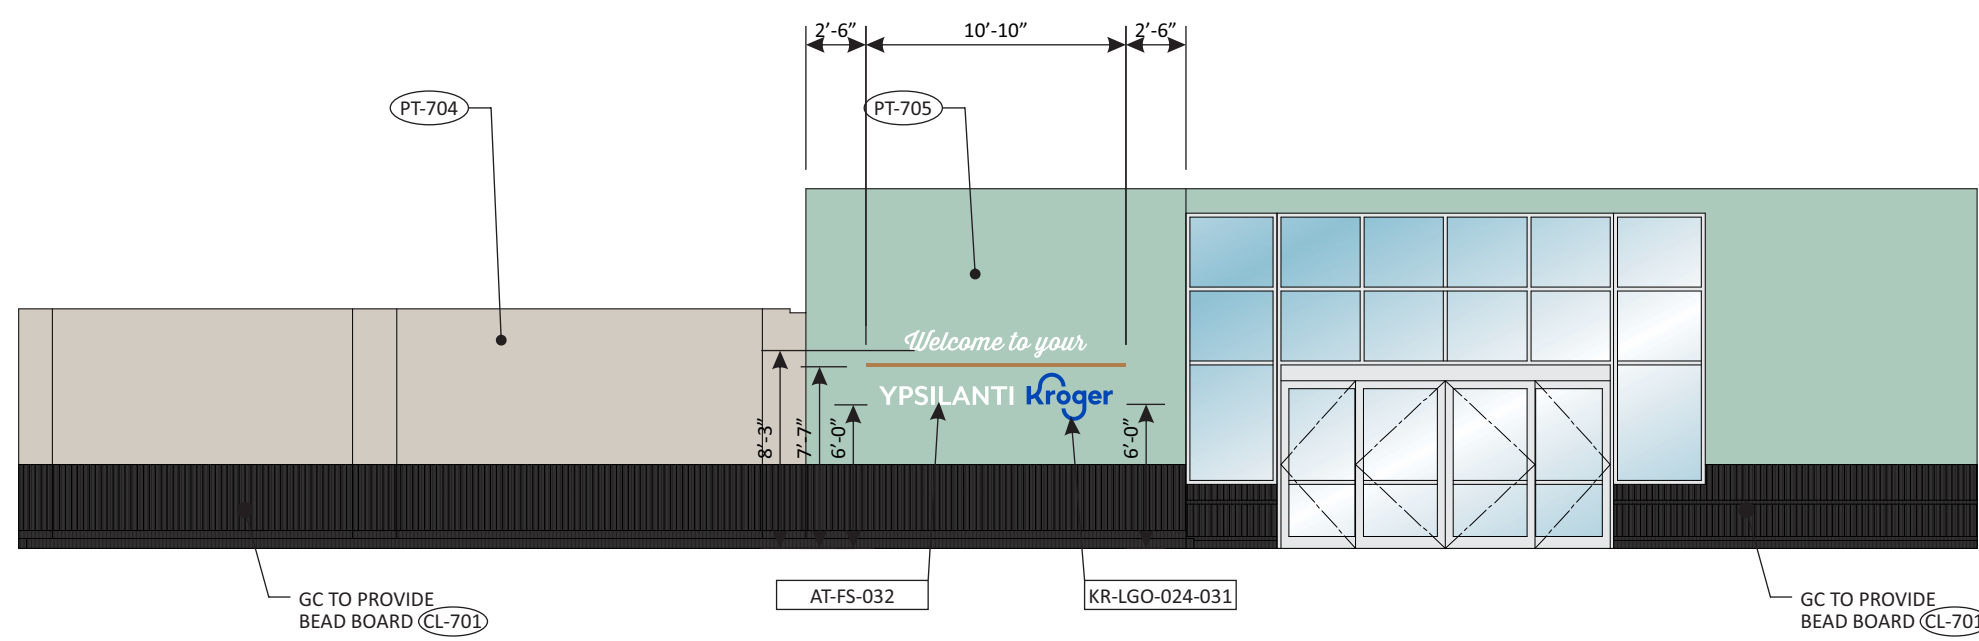 2’-6” 10’-10” 2’-6”
PT-704
PT-705
Welcome to your
YPSILANTI Kroger
8’-3”
7’-7”
6’-0”
6’-0”
AT-FS-032
KR-LGO-024-031
GC TO PROVIDE
BEAD BOARD CL-701
GC TO PROVIDE
BEAD BOARD CL-701